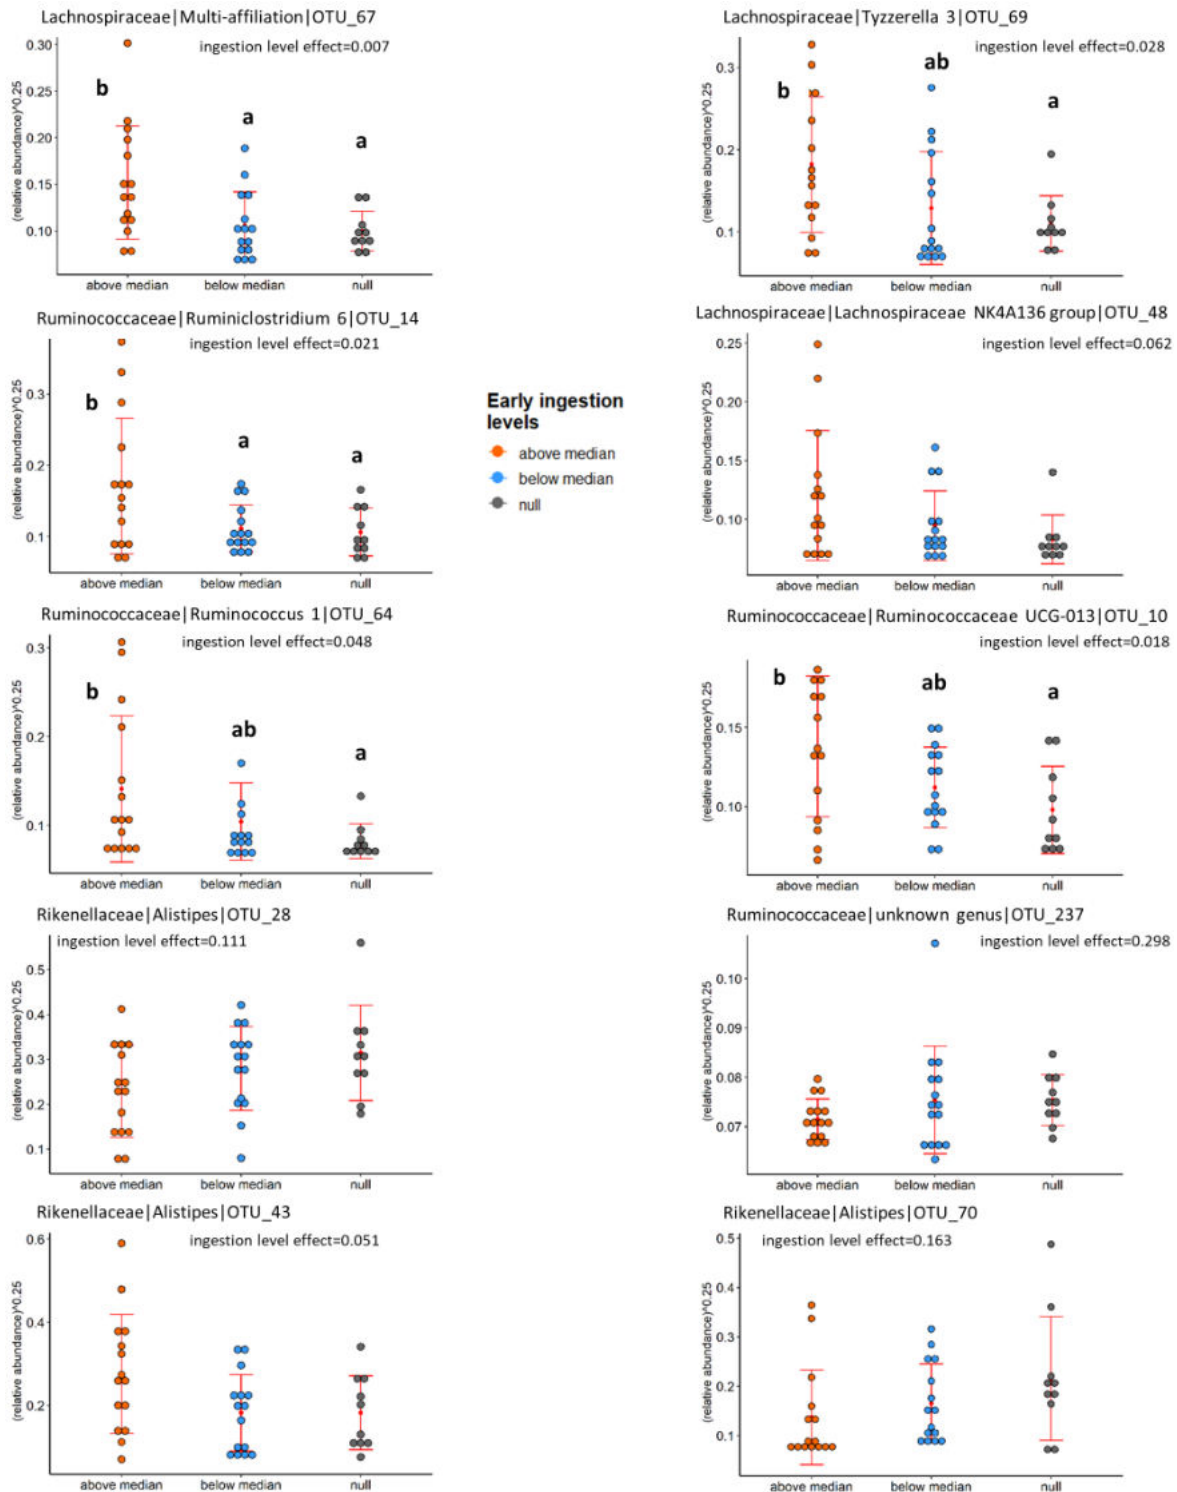 Lachnospiraceae|Multi-affiliation|OTU_67
ingestion level effect=0.007
(relative abundance)^0.25
0.30
0.25
0.20
0.15
0.10
b
a
a
above median
below median
null
Lachnospiraceae|Tyzzerella 3|OTU_69
ingestion level effect=0.028
(relative abundance)^0.25
0.3
0.2
0.1
b
ab
a
above median
below median
null
Ruminococcaceae|Ruminiclostridium 6|OTU_14
ingestion level effect=0.021
(relative abundance)^0.25
0.3
0.2
0.1
b
a
a
above median
below median
null
Early ingestion
levels
above median
below median
null
Lachnospiraceae|Lachnospiraceae NK4A136 group|OTU_48
ingestion level effect=0.062
(relative abundance)^0.25
0.25
0.20
0.15
0.10
above median
below median
null
Ruminococcaceae|Ruminococcus 1|OTU_64
ingestion level effect=0.048
(relative abundance)^0.25
0.3
0.2
0.1
b
ab
a
above median
below median
null
Ruminococcaceae|Ruminococcaceae UCG-013|OTU_10
ingestion level effect=0.018
(relative abundance)^0.25
0.15
0.10
b
ab
a
above median
below median
null
Rikenellaceae|Alistipes|OTU_28
ingestion level effect=0.111
(relative abundance)^0.25
0.5
0.4
0.3
0.2
0.1
above median
below median
null
Ruminococcaceae|unknown genus|OTU_237
ingestion level effect=0.298
(relative abundance)^0.25
0.10
0.09
0.08
0.07
above median
below median
null
Rikenellaceae|Alistipes|OTU_43
ingestion level effect=0.051
(relative abundance)^0.25
0.6
0.4
0.2
above median
below median
null
Rikenellaceae|Alistipes|OTU_70
ingestion level effect=0.163
(relative abundance)^0.25
0.5
0.4
0.3
0.2
0.1
above median
below median
null